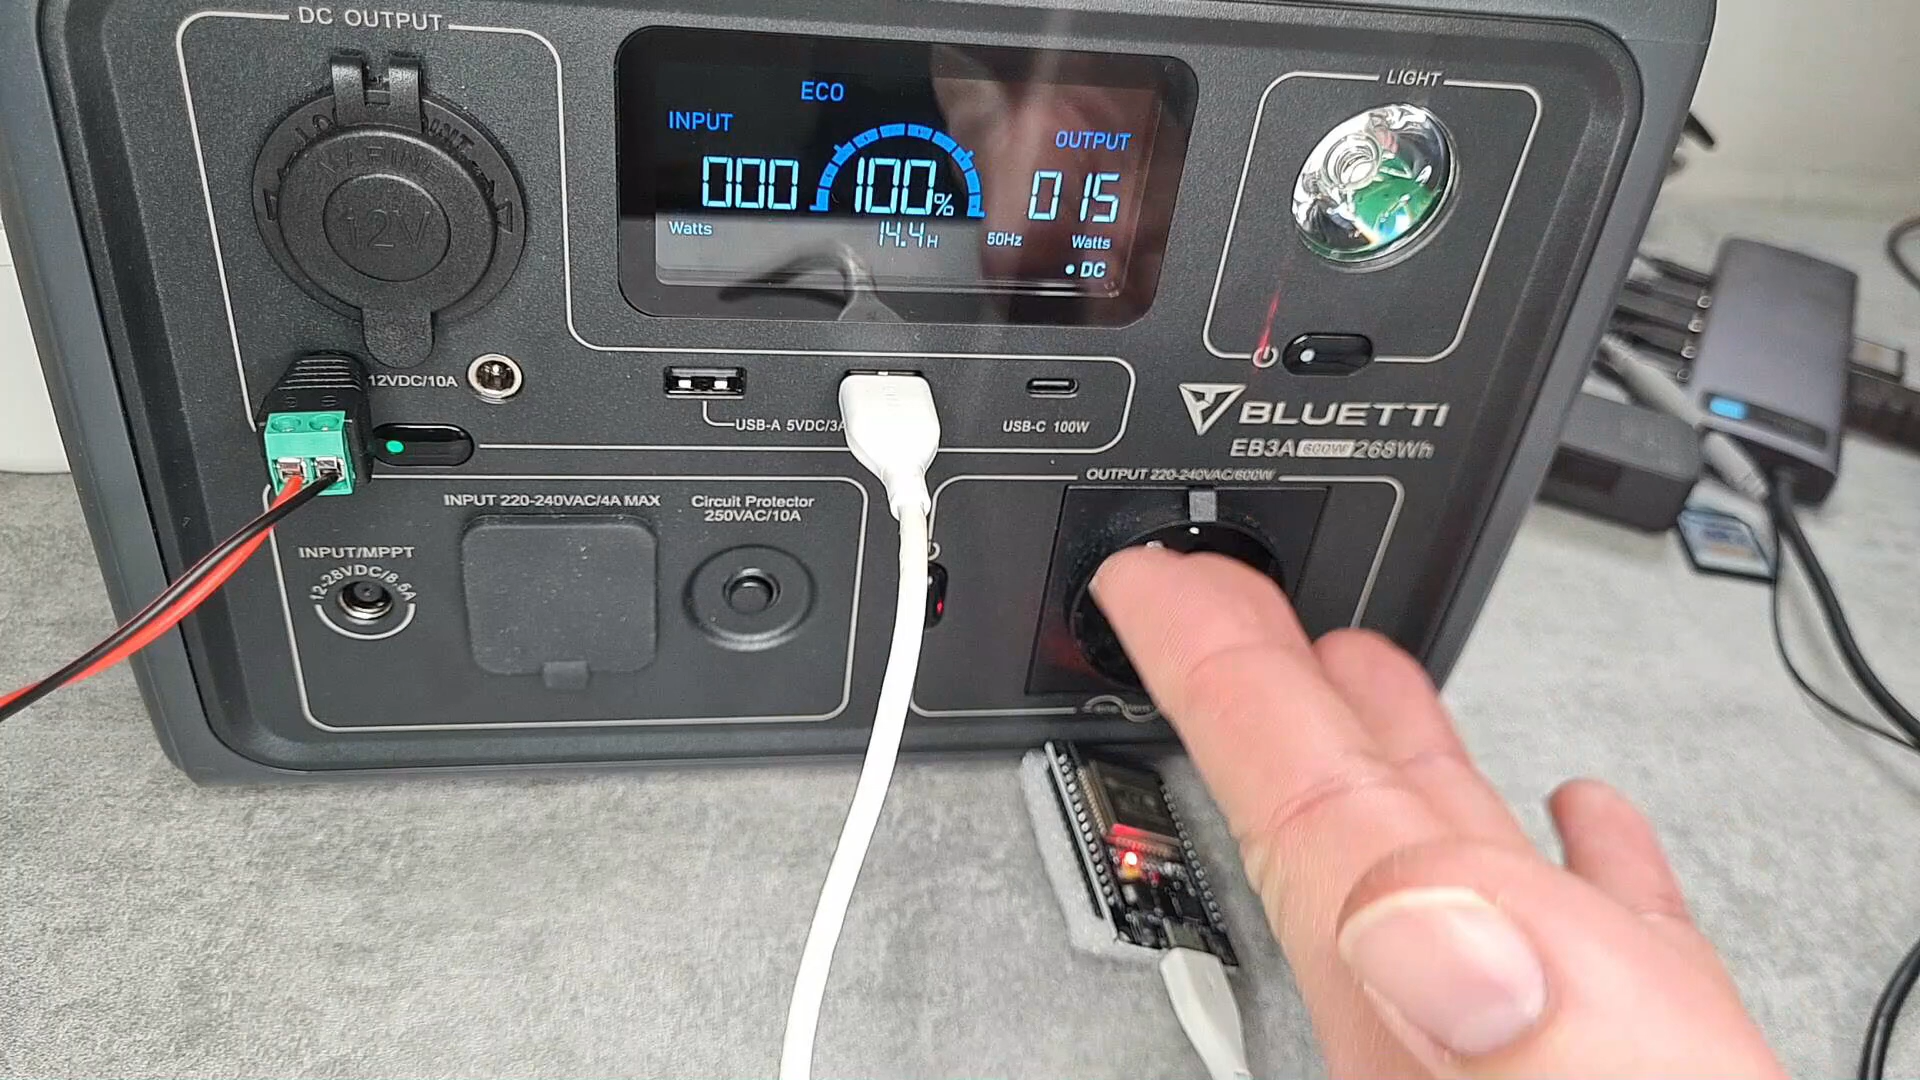 DC OUTPUT
12V
12VDC/10A
ECO
INPUT
OUTPUT
000
100%
015
Watts
14.4H
50Hz
Watts
DC
LIGHT
USB-A 5VDC/3A
USB-C 100W
BLUETTI
EB3A 600W 268Wh
OUTPUT 220-240VAC/600W
INPUT 220-240VAC/4A MAX
Circuit Protector
250VAC/10A
INPUT/MPPT
12-28VDC/8.5A